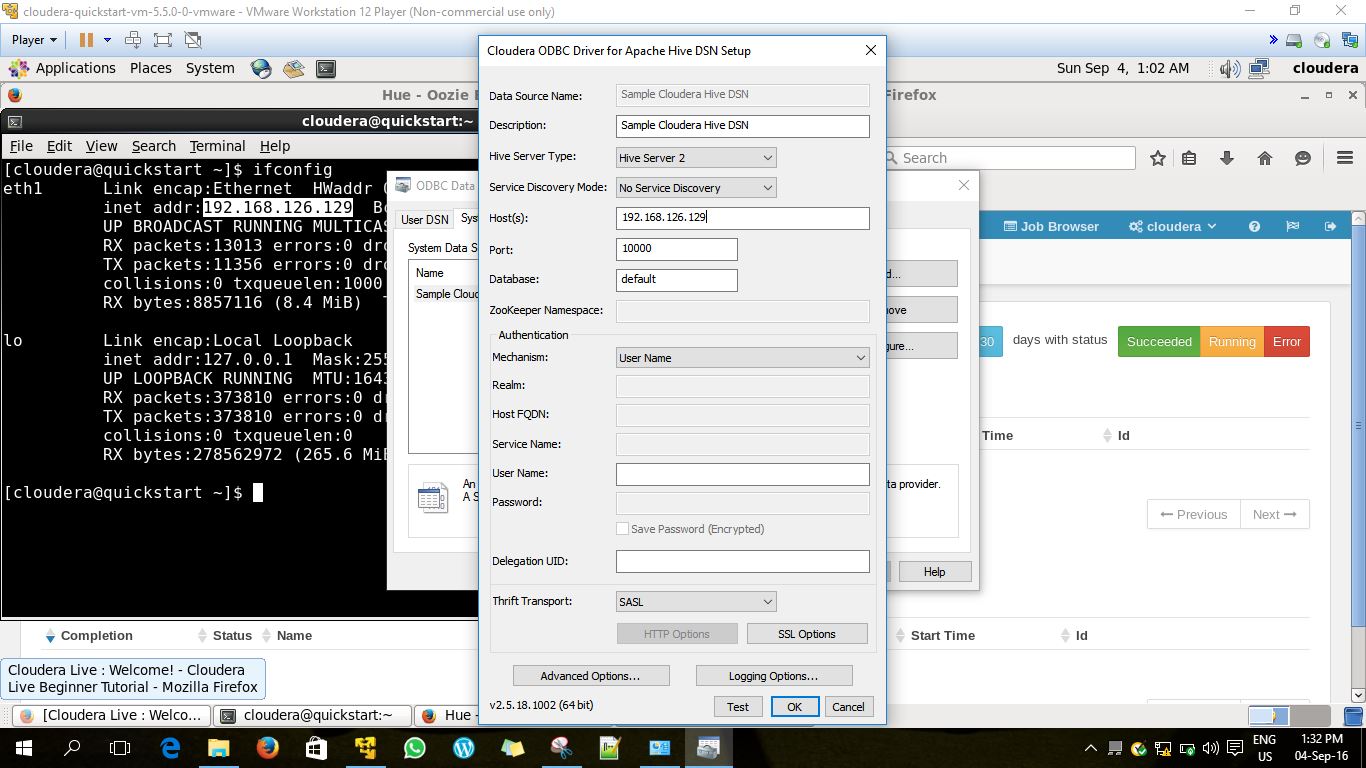 cloudera-quickstart-vm-5.5.0-0-vmware - VMware Workstation 12 Player (Non-commercial use only)
Player
Applications Places System
Sun Sep 4, 1:02 AM cloudera
Hue - Oozie
Firefox
cloudera@quickstart:~
File Edit View Search Terminal Help
[cloudera@quickstart ~]$ ifconfig
eth1 Link encap:Ethernet HWaddr
inet addr:192.168.126.129
UP BROADCAST RUNNING MULTICAS
RX packets:13013 errors:0
TX packets:11356 errors:0
collisions:0 txqueuelen:1000
RX bytes:8857116 (8.4 MiB)
lo Link encap:Local Loopback
inet addr:127.0.0.1 Mask:255
UP LOOPBACK RUNNING MTU:1643
RX packets:373810 errors:0
TX packets:373810 errors:0
collisions:0 txqueuelen:0
RX bytes:278562972 (265.6 MiB
[cloudera@quickstart ~]$
ODBC Data
User DSN Sys
System Data S
Name
Sample Cloud
An
A S
ta provider.
d...
ove
gure...
Help
Cloudera ODBC Driver for Apache Hive DSN Setup
Data Source Name: Sample Cloudera Hive DSN
Description: Sample Cloudera Hive DSN
Hive Server Type: Hive Server 2
Service Discovery Mode: No Service Discovery
Host(s): 192.168.126.129
Port: 10000
Database: default
ZooKeeper Namespace:
Authentication
Mechanism: User Name
Realm:
Host FQDN:
Service Name:
User Name:
Password:
Save Password (Encrypted)
Delegation UID:
Thrift Transport: SASL
HTTP Options SSL Options
Advanced Options... Logging Options...
v2.5.18.1002 (64 bit) Test OK Cancel
Search
Job Browser cloudera
30 days with status Succeeded Running Error
Time Id
← Previous Next →
Completion Status Name Start Time Id
Cloudera Live : Welcome! - Cloudera
Live Beginner Tutorial - Mozilla Firefox
[Cloudera Live : Welco... cloudera@quickstart:~ Hue -
ENG
US
1:32 PM
04-Sep-16